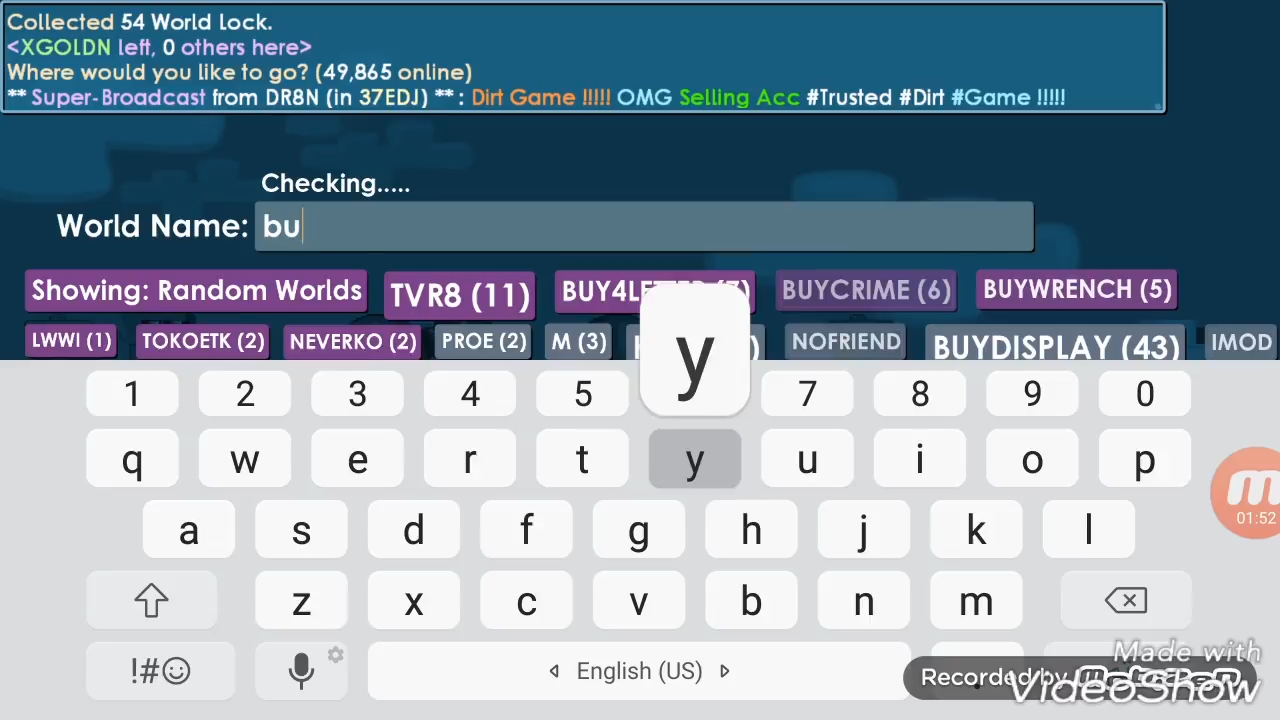 Collected 54 World Lock.
<XGOLDN left, 0 others here>
Where would you like to go? (49,865 online)
** Super-Broadcast from DR8N (in 37EDJ) ** : Dirt Game !!!!! OMG Selling Acc #Trusted #Dirt #Game !!!!!
Checking.....
World Name: bu
Showing: Random Worlds TVR8 (11) BUY4LETTER (7) BUYCRIME (6) BUYWRENCH (5)
LWWI (1) TOKOETK (2) NEVERKO (2) PROE (2) M (3) NOFRIEND BUYDISPLAY (43) IMOD
y
1 2 3 4 5 7 8 9 0
q w e r t y u i o p
a s d f g h j k l
01:52
z x c v b n m
!#☺ English (US)
Made with
Recorded by
VideoShow